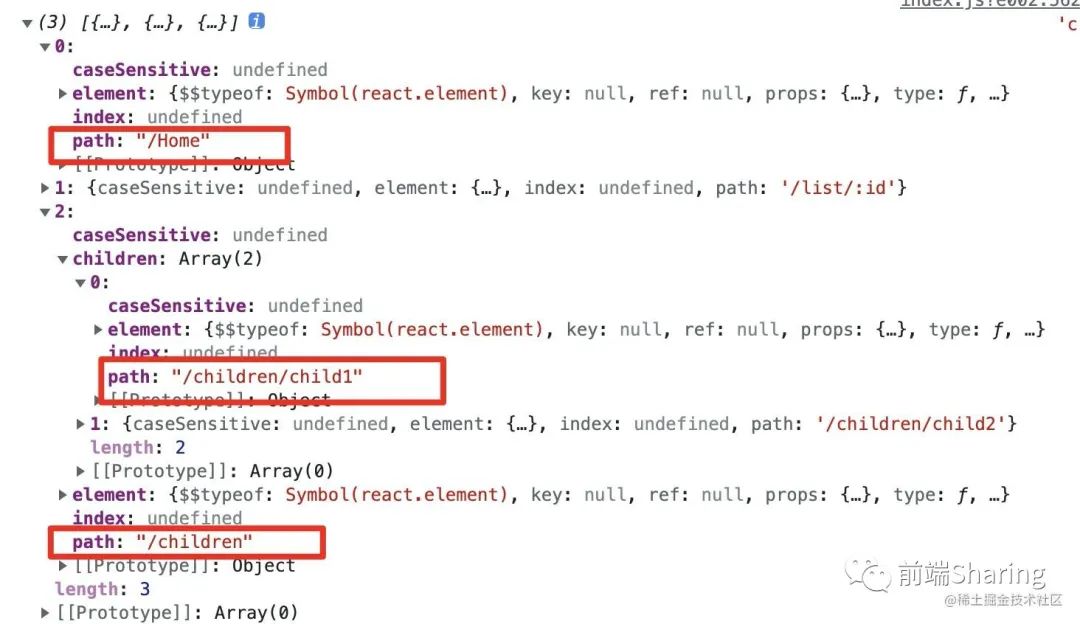 index.js?e002:562
(3) [{…}, {…}, {…}] i
'c
0:
caseSensitive: undefined
element: {$$typeof: Symbol(react.element), key: null, ref: null, props: {…}, type: ƒ, …}
index: undefined
path: "/Home"
[[Prototype]]: Object
1: {caseSensitive: undefined, element: {…}, index: undefined, path: '/list/:id'}
2:
caseSensitive: undefined
children: Array(2)
0:
caseSensitive: undefined
element: {$$typeof: Symbol(react.element), key: null, ref: null, props: {…}, type: ƒ, …}
index: undefined
path: "/children/child1"
[[Prototype]]: Object
1: {caseSensitive: undefined, element: {…}, index: undefined, path: '/children/child2'}
length: 2
[[Prototype]]: Array(0)
element: {$$typeof: Symbol(react.element), key: null, ref: null, props: {…}, type: ƒ, …}
index: undefined
path: "/children"
[[Prototype]]: Object
length: 3
[[Prototype]]: Array(0)
前端Sharing
@稀土掘金技术社区